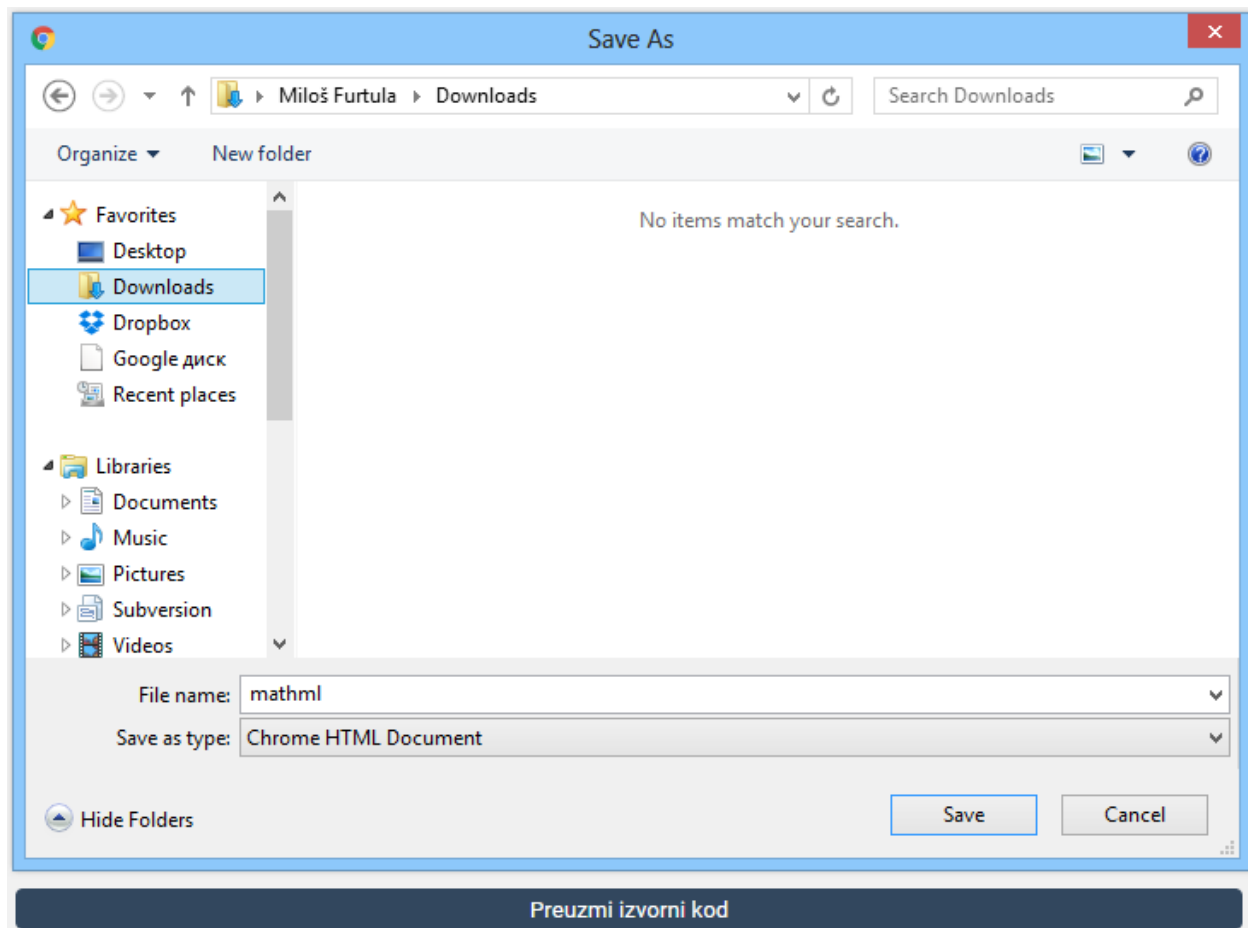 Save As
Miloš Furtula Downloads
Search Downloads
Organize New folder
Favorites
Desktop
Downloads
Dropbox
Google диск
Recent places
Libraries
Documents
Music
Pictures
Subversion
Videos
No items match your search.
File name: mathml
Save as type: Chrome HTML Document
Hide Folders
Save Cancel
Preuzmi izvorni kod